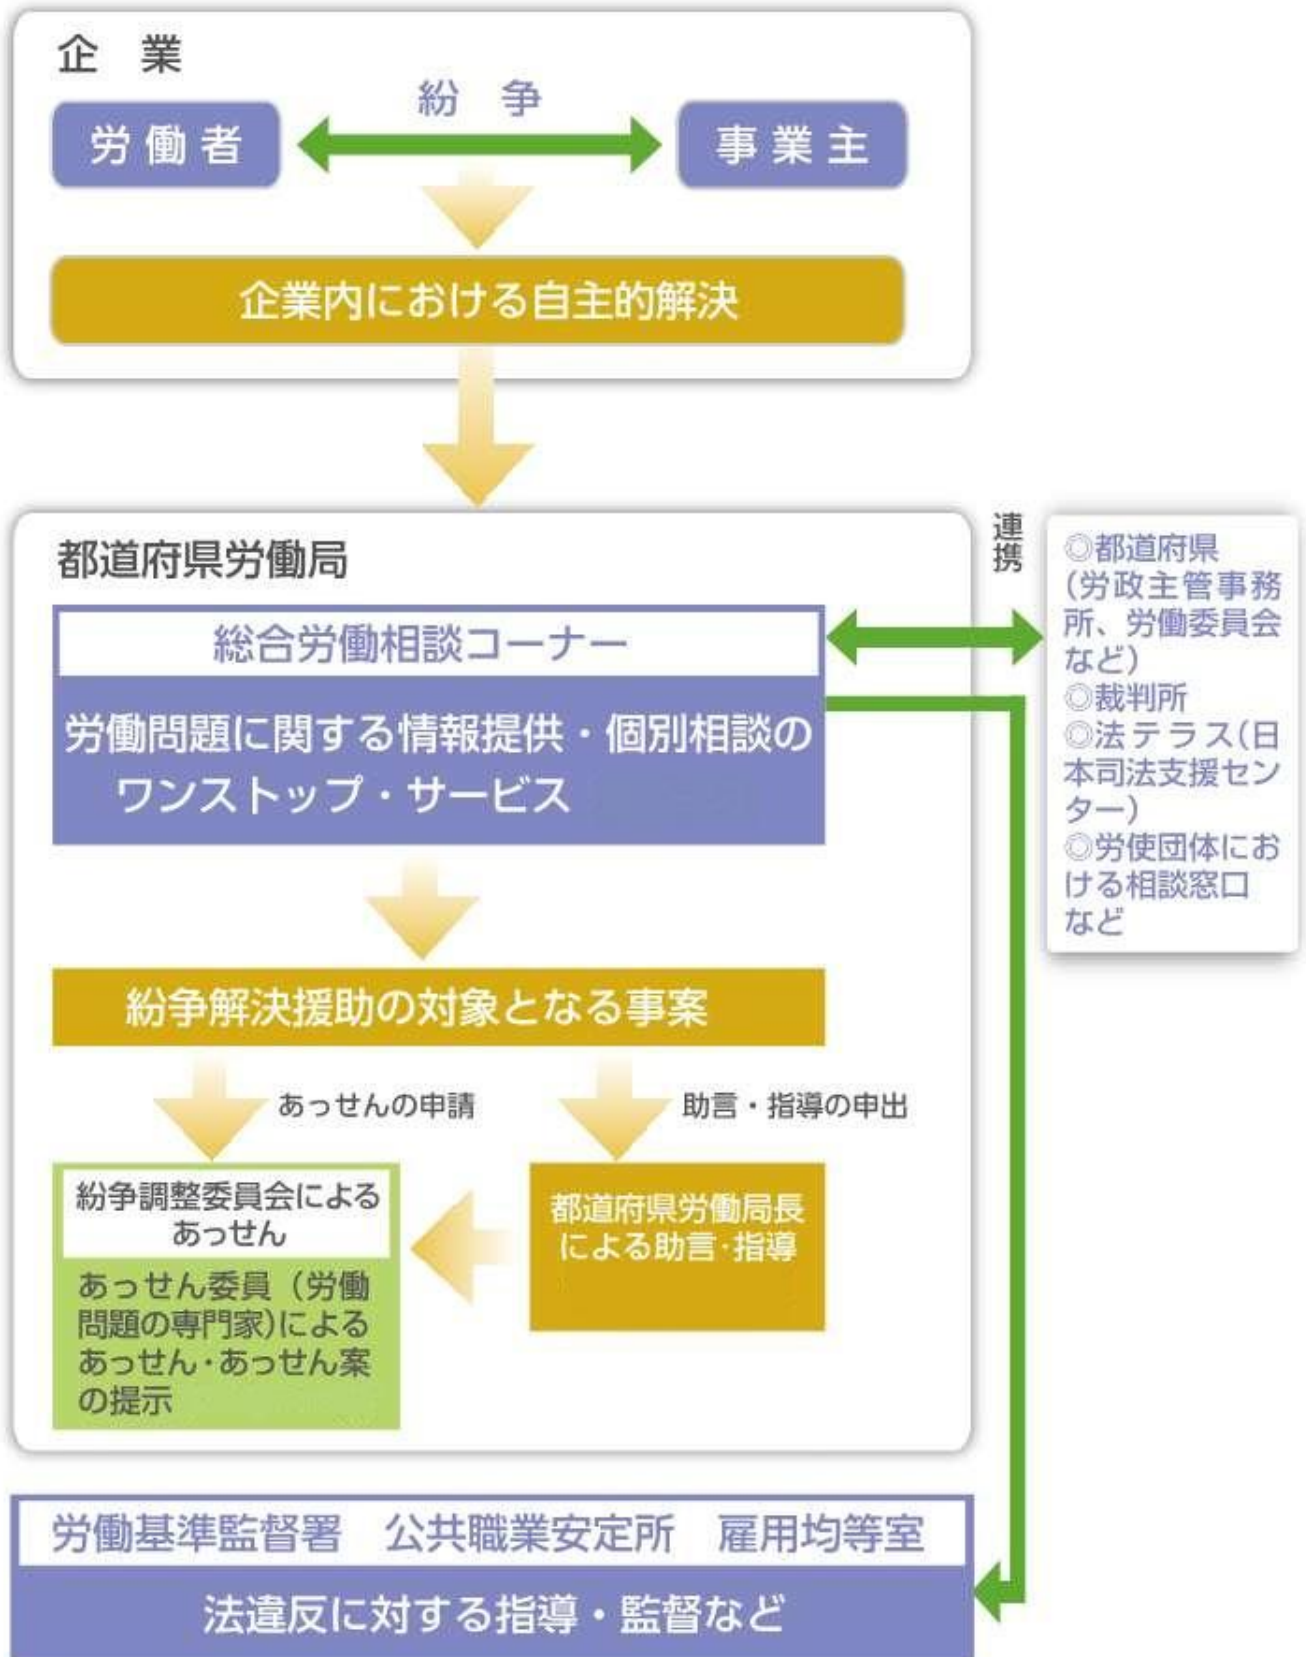 企　業
紛　争
労働者
事業主
企業内における自主的解決
都道府県労働局
総合労働相談コーナー
労働問題に関する情報提供・個別相談の
ワンストップ・サービス
連携
◎都道府県
(労政主管事務
所、労働委員会
など)
◎裁判所
◎法テラス(日
本司法支援セン
ター)
◎労使団体にお
ける相談窓口
など
紛争解決援助の対象となる事案
あっせんの申請
助言・指導の申出
紛争調整委員会による
あっせん
あっせん委員（労働
問題の専門家)による
あっせん・あっせん案
の提示
都道府県労働局長
による助言・指導
労働基準監督署　公共職業安定所　雇用均等室
法違反に対する指導・監督など